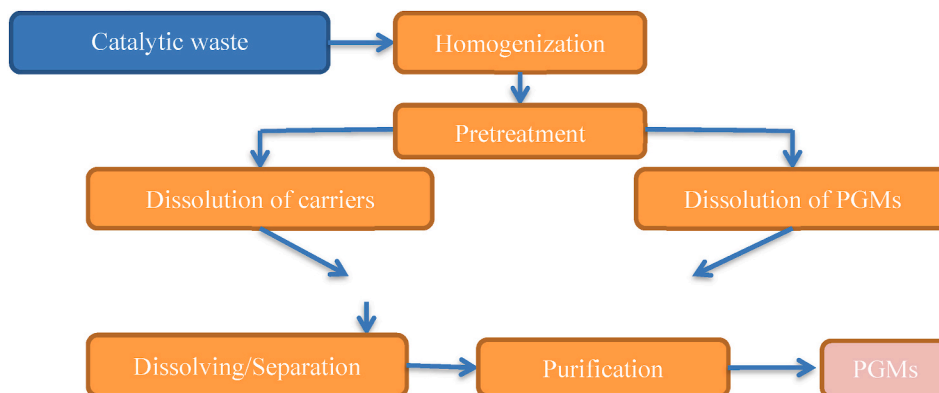 Catalytic waste
Homogenization
Pretreatment
Dissolution of carriers
Dissolution of PGMs
Dissolving/Separation
Purification
PGMs